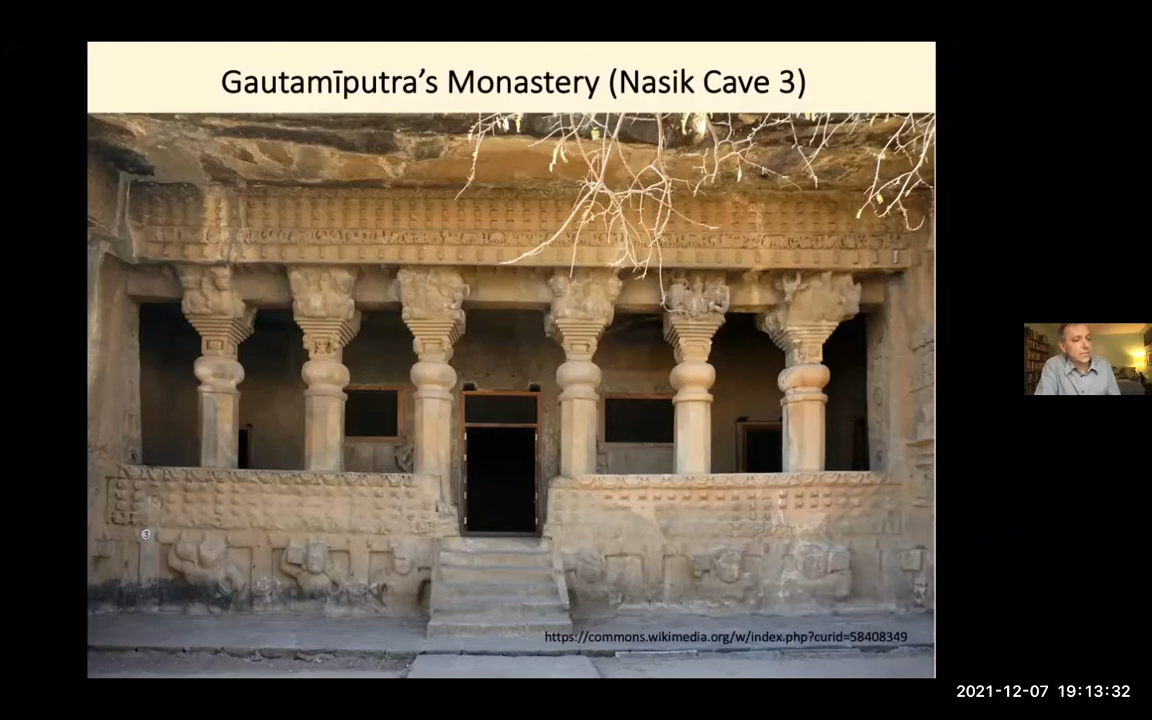 Gautamīputra’s Monastery (Nasik Cave 3)
3
https://commons.wikimedia.org/w/index.php?curid=58408349
2021-12-07 19:13:32